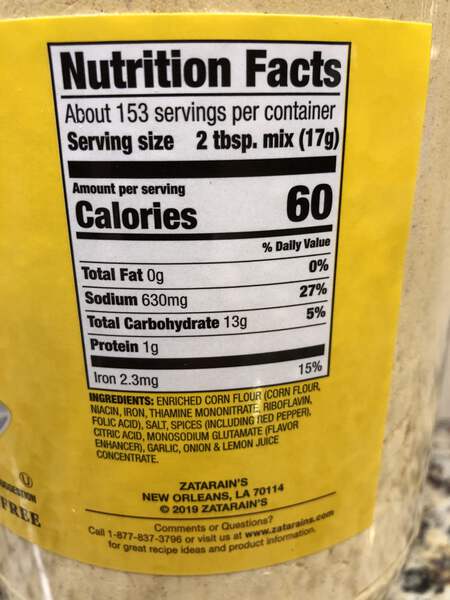 Nutrition Facts
About 153 servings per container
Serving size 2 tbsp. mix (17g)
Amount per serving
Calories 60
% Daily Value
Total Fat 0g 0%
Sodium 630mg 27%
Total Carbohydrate 13g 5%
Protein 1g
Iron 2.3mg 15%
INGREDIENTS: ENRICHED CORN FLOUR (CORN FLOUR,
NIACIN, IRON, THIAMINE MONONITRATE, RIBOFLAVIN,
FOLIC ACID), SALT, SPICES (INCLUDING RED PEPPER),
CITRIC ACID, MONOSODIUM GLUTAMATE (FLAVOR
ENHANCER), GARLIC, ONION & LEMON JUICE
CONCENTRATE.
U
FREE
ZATARAIN'S
NEW ORLEANS, LA 70114
© 2019 ZATARAIN'S
Comments or Questions?
Call 1-877-837-3796 or visit us at www.zatarains.com
for great recipe ideas and product information.